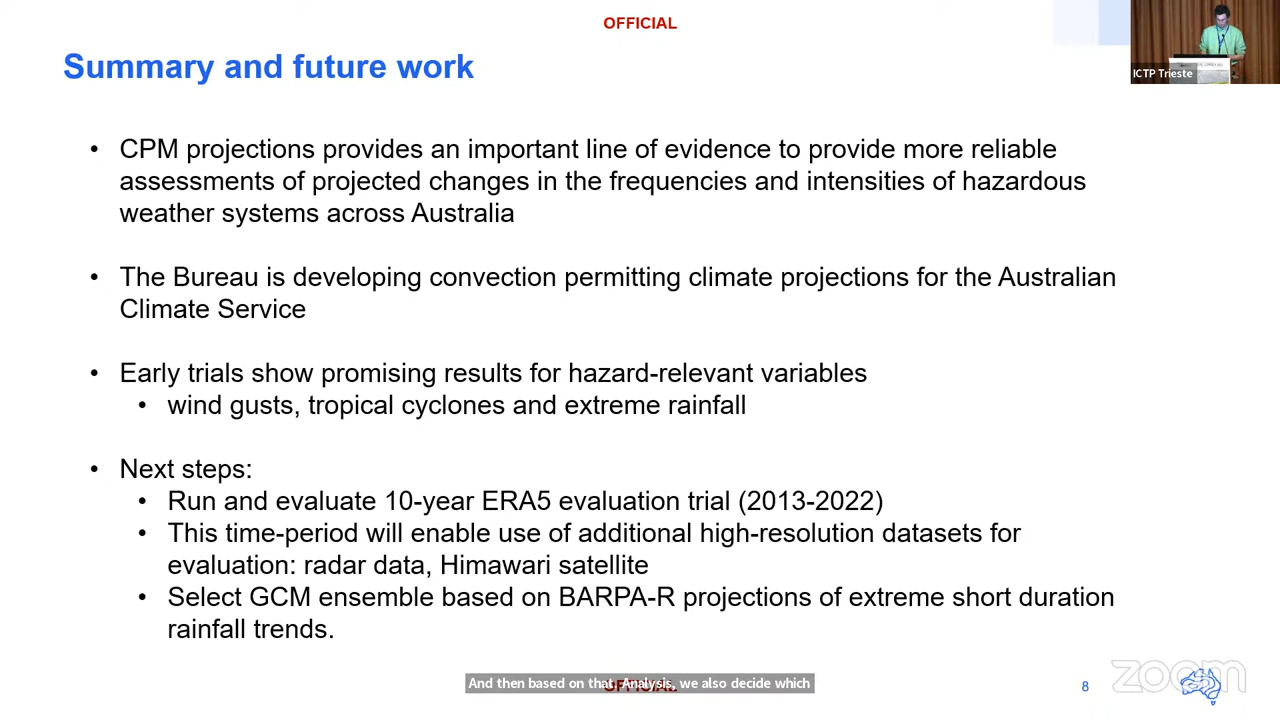 OFFICIAL
Summary and future work
ICTP Trieste
• CPM projections provides an important line of evidence to provide more reliable
assessments of projected changes in the frequencies and intensities of hazardous
weather systems across Australia
• The Bureau is developing convection permitting climate projections for the Australian
Climate Service
• Early trials show promising results for hazard-relevant variables
• wind gusts, tropical cyclones and extreme rainfall
• Next steps:
• Run and evaluate 10-year ERA5 evaluation trial (2013-2022)
• This time-period will enable use of additional high-resolution datasets for
evaluation: radar data, Himawari satellite
• Select GCM ensemble based on BARPA-R projections of extreme short duration
rainfall trends.
And then based on that. Analysis, we also decide which
OFFICIAL
8
zoom